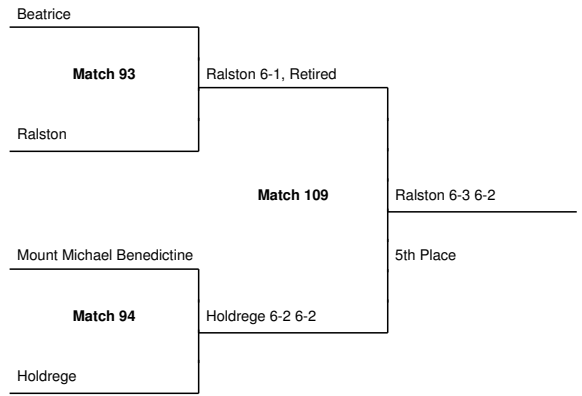 Beatrice
Match 93
Ralston 6-1, Retired
Ralston
Match 109
Ralston 6-3 6-2
Mount Michael Benedictine
5th Place
Match 94
Holdrege 6-2 6-2
Holdrege